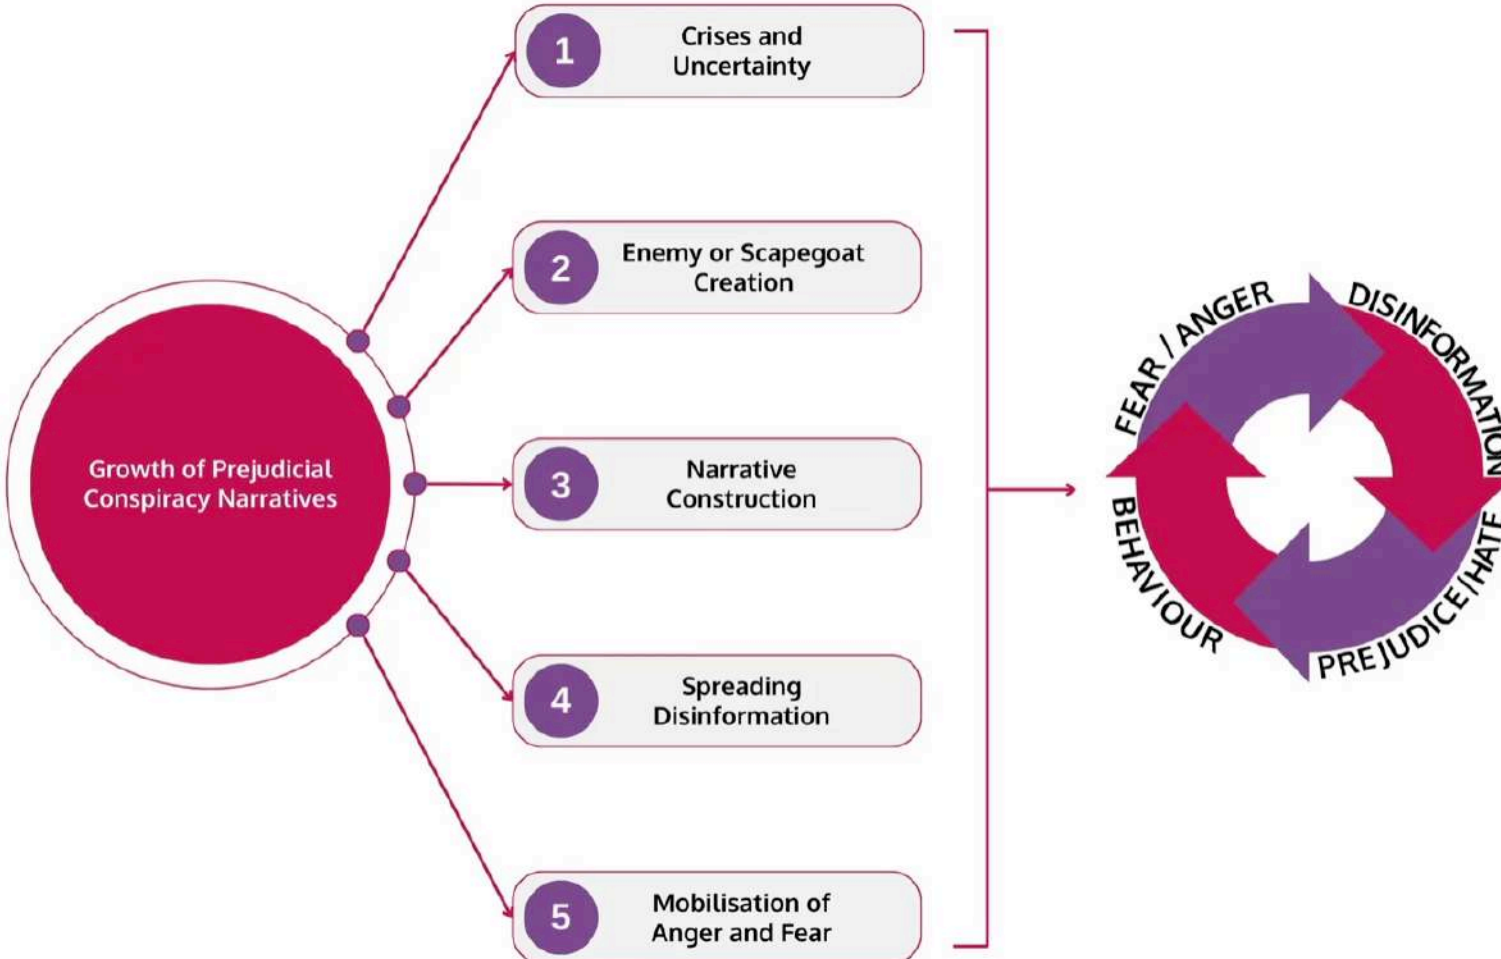 Growth of Prejudicial
Conspiracy Narratives
1
Crises and
Uncertainty
2
Enemy or Scapegoat
Creation
3
Narrative
Construction
4
Spreading
Disinformation
5
Mobilisation of
Anger and Fear
FEAR / ANGER
DISINFORMATION
PREJUDICE/HATE
BEHAVIOUR